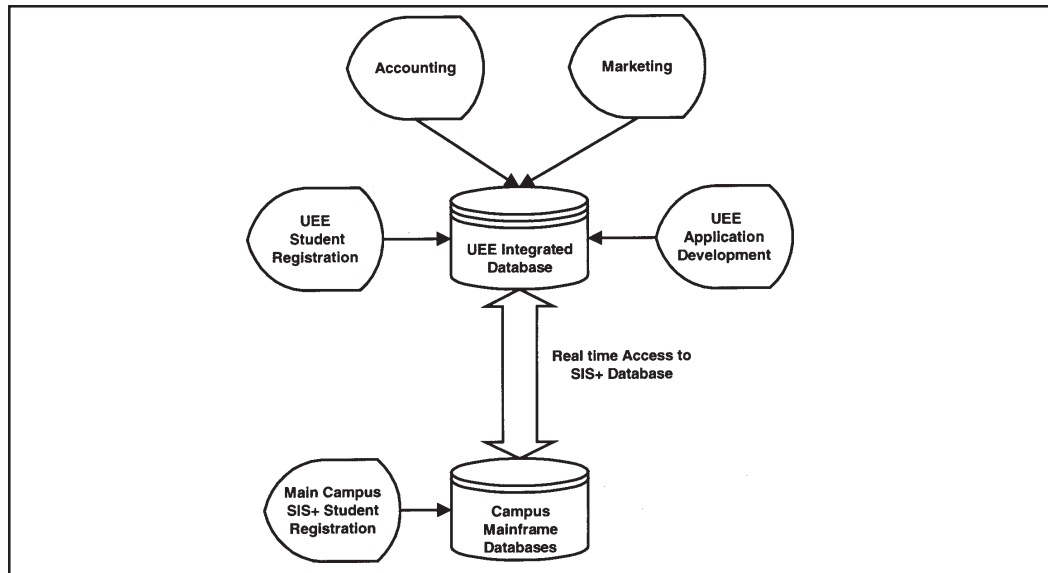 Accounting
Marketing
UEE
Student
Registration
UEE Integrated
Database
UEE
Application
Development
Real time Access to
SIS+ Database
Main Campus
SIS+ Student
Registration
Campus
Mainframe
Databases